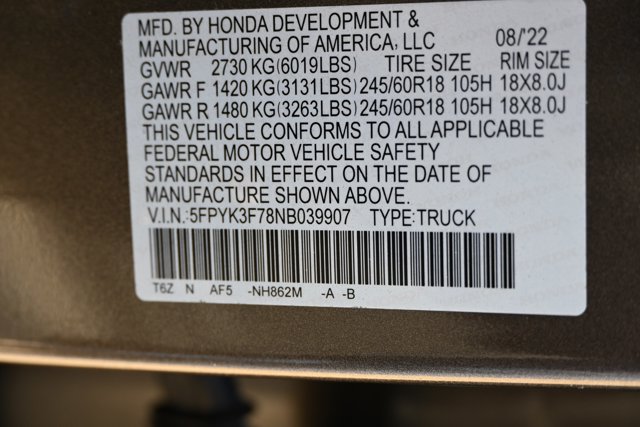 MFD. BY HONDA DEVELOPMENT &
MANUFACTURING OF AMERICA, LLC 08/'22
GVWR 2730 KG(6019LBS) TIRE SIZE RIM SIZE
GAWR F 1420 KG(3131LBS) 245/60R18 105H 18X8.0J
GAWR R 1480 KG(3263LBS) 245/60R18 105H 18X8.0J
THIS VEHICLE CONFORMS TO ALL APPLICABLE
FEDERAL MOTOR VEHICLE SAFETY
STANDARDS IN EFFECT ON THE DATE OF
MANUFACTURE SHOWN ABOVE.
V.I.N.:5FPYK3F78NB039907 TYPE:TRUCK
T6Z N AF5 -NH862M -A -B